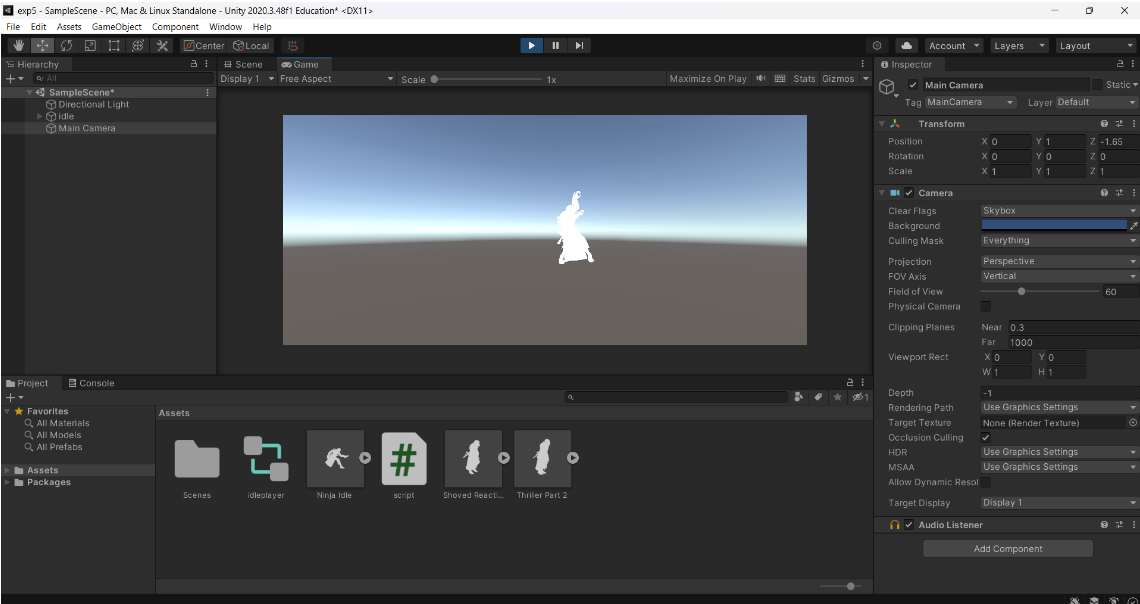 exp5 - SampleScene - PC, Mac & Linux Standalone - Unity 2020.3.48f1 Education* <DX11>
File Edit Assets GameObject Component Window Help
Center Local Account Layers Layout
Hierarchy
All
SampleScene*
Directional Light
idle
Main Camera
Scene Game
Display 1 Free Aspect Scale 1x Maximize On Play Stats Gizmos
Inspector
Main Camera Static
Tag MainCamera Layer Default
Transform
Position X 0 Y 1 Z -1.65
Rotation X 0 Y 0 Z 0
Scale X 1 Y 1 Z 1
Camera
Clear Flags Skybox
Background
Culling Mask Everything
Projection Perspective
FOV Axis Vertical
Field of View 60
Physical Camera
Clipping Planes Near 0.3
Far 1000
Viewport Rect X 0 Y 0
W 1 H 1
Depth -1
Rendering Path Use Graphics Settings
Target Texture None (Render Texture)
Occlusion Culling
HDR Use Graphics Settings
MSAA Use Graphics Settings
Allow Dynamic Resol
Target Display Display 1
Audio Listener
Add Component
Project Console
1
Favorites
All Materials
All Models
All Prefabs
Assets
Packages
Assets
Scenes idleplayer Ninja Idle script Shoved Reacti... Thriller Part 2
#